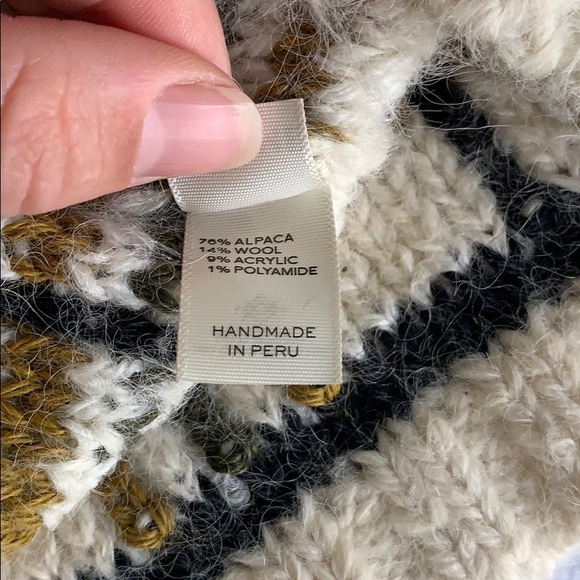 76% ALPACA
14% WOOL
9% ACRYLIC
1% POLYAMIDE
HANDMADE
IN PERU